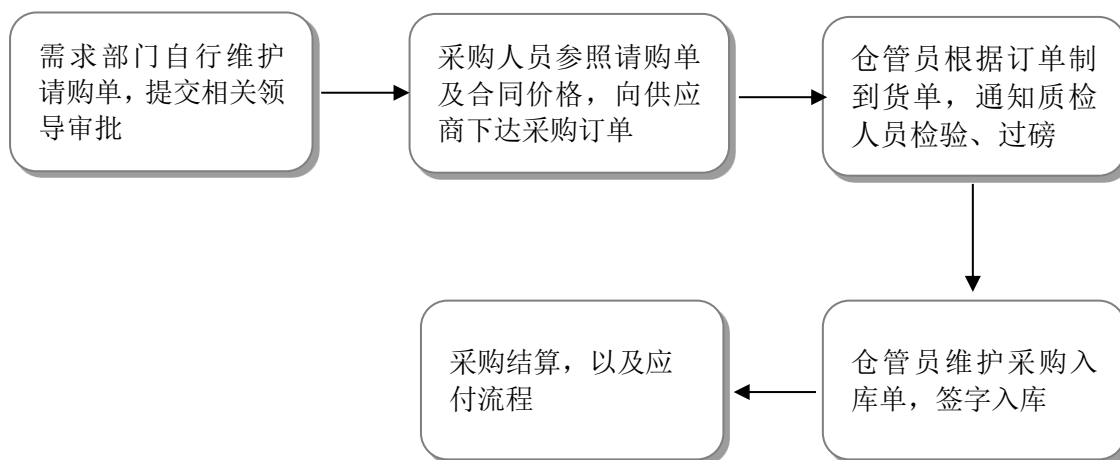 需求部门自行维护
请购单，提交相关领
导审批
采购人员参照请购单
及合同价格，向供应
商下达采购订单
仓管员根据订单制
到货单，通知质检
人员检验、过磅
仓管员维护采购入
库单，签字入库
采购结算，以及应
付流程